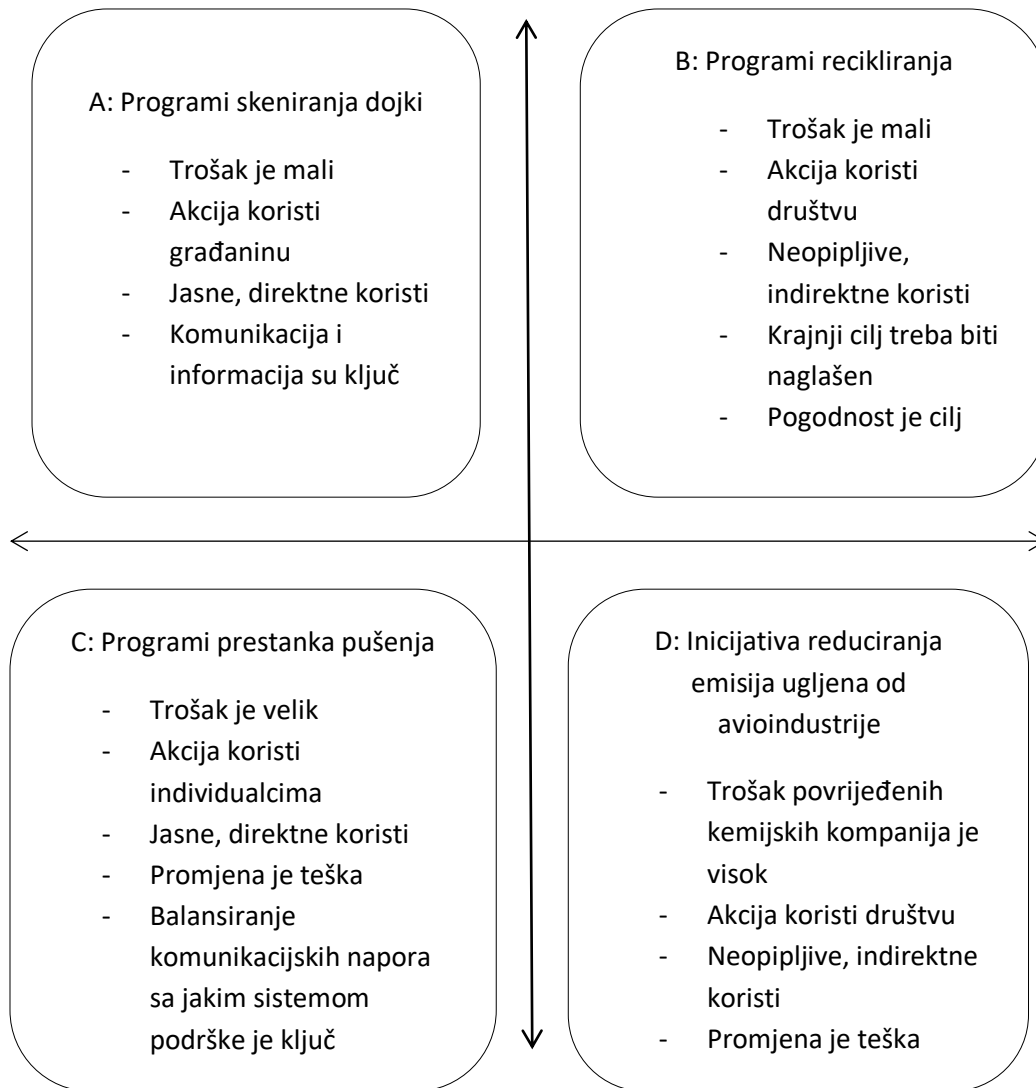 A: Programi skeniranja dojki
- Trošak je mali
- Akcija koristi
građaninu
- Jasne, direktne koristi
- Komunikacija i
informacija su ključ
B: Programi recikliranja
- Trošak je mali
- Akcija koristi
društvu
- Neopipljive,
indirektne koristi
- Krajnji cilj treba biti
naglašen
- Pogodnost je cilj
C: Programi prestanka pušenja
- Trošak je velik
- Akcija koristi
individualcima
- Jasne, direktne koristi
- Promjena je teška
- Balansiranje
komunikacijskih napora
sa jakim sistemom
podrške je ključ
D: Inicijativa reduciranja
emisija ugljena od
avioindustrije
- Trošak povrijeđenih
kemijskih kompanija je
visok
- Akcija koristi društvu
- Neopipljive, indirektne
koristi
- Promjena je teška